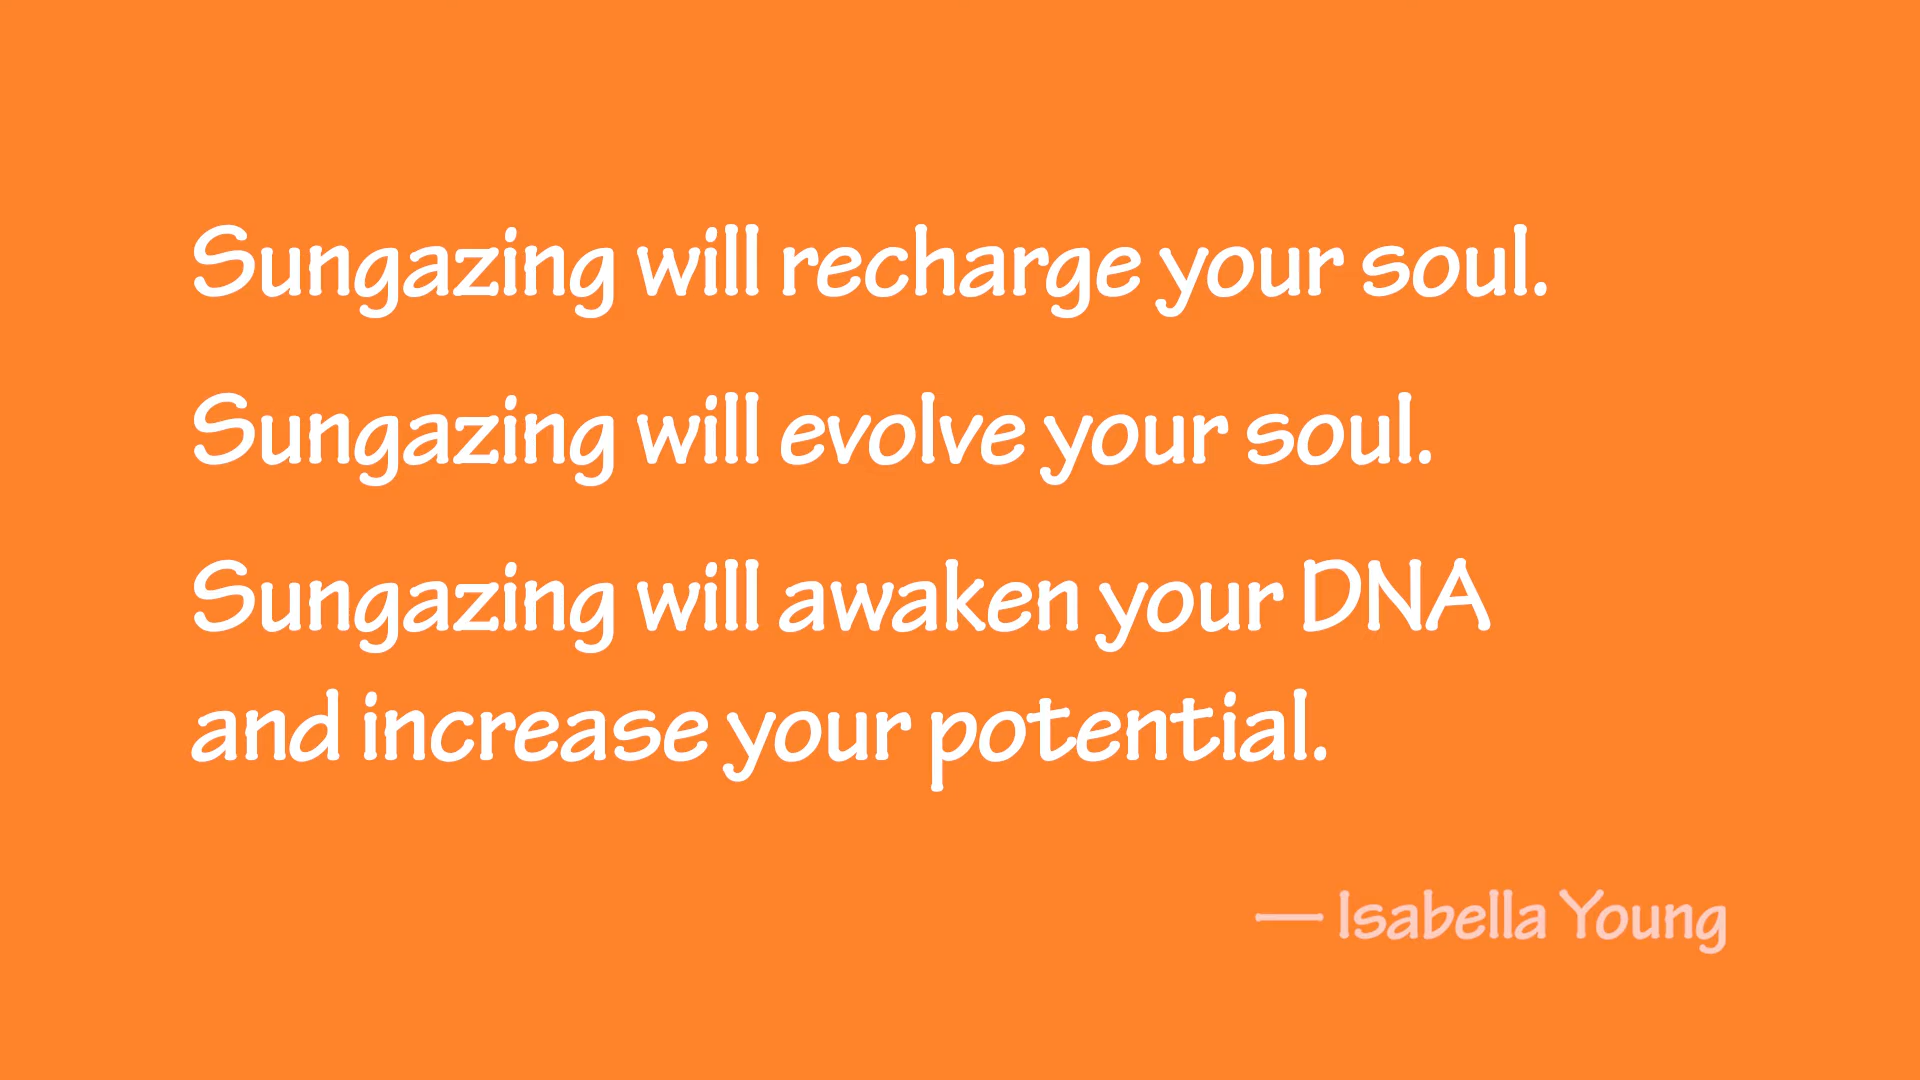 Sungazing will recharge your soul.
Sungazing will evolve your soul.
Sungazing will awaken your DNA
and increase your potential.
— Isabella Young